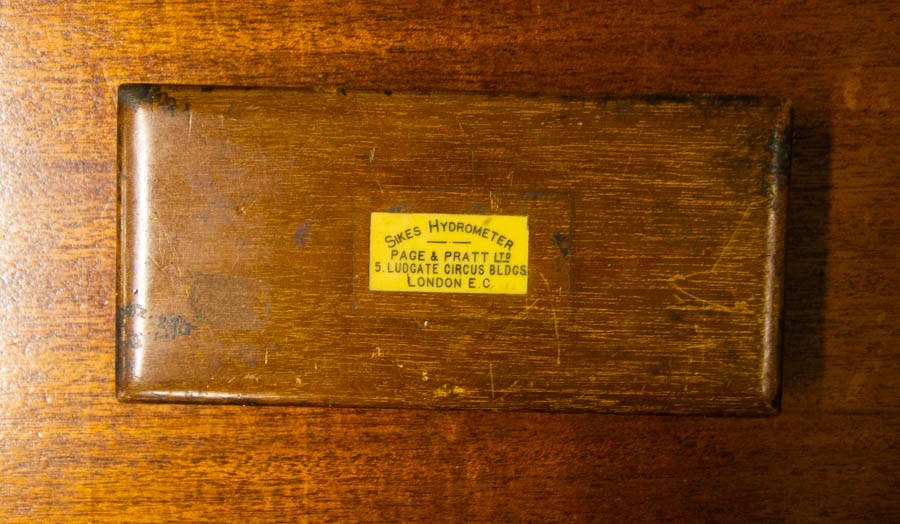 SIKES HYDROMETER
PAGE & PRATT LTD
5. LUDGATE CIRCUS BLDGS
LONDON E.C.